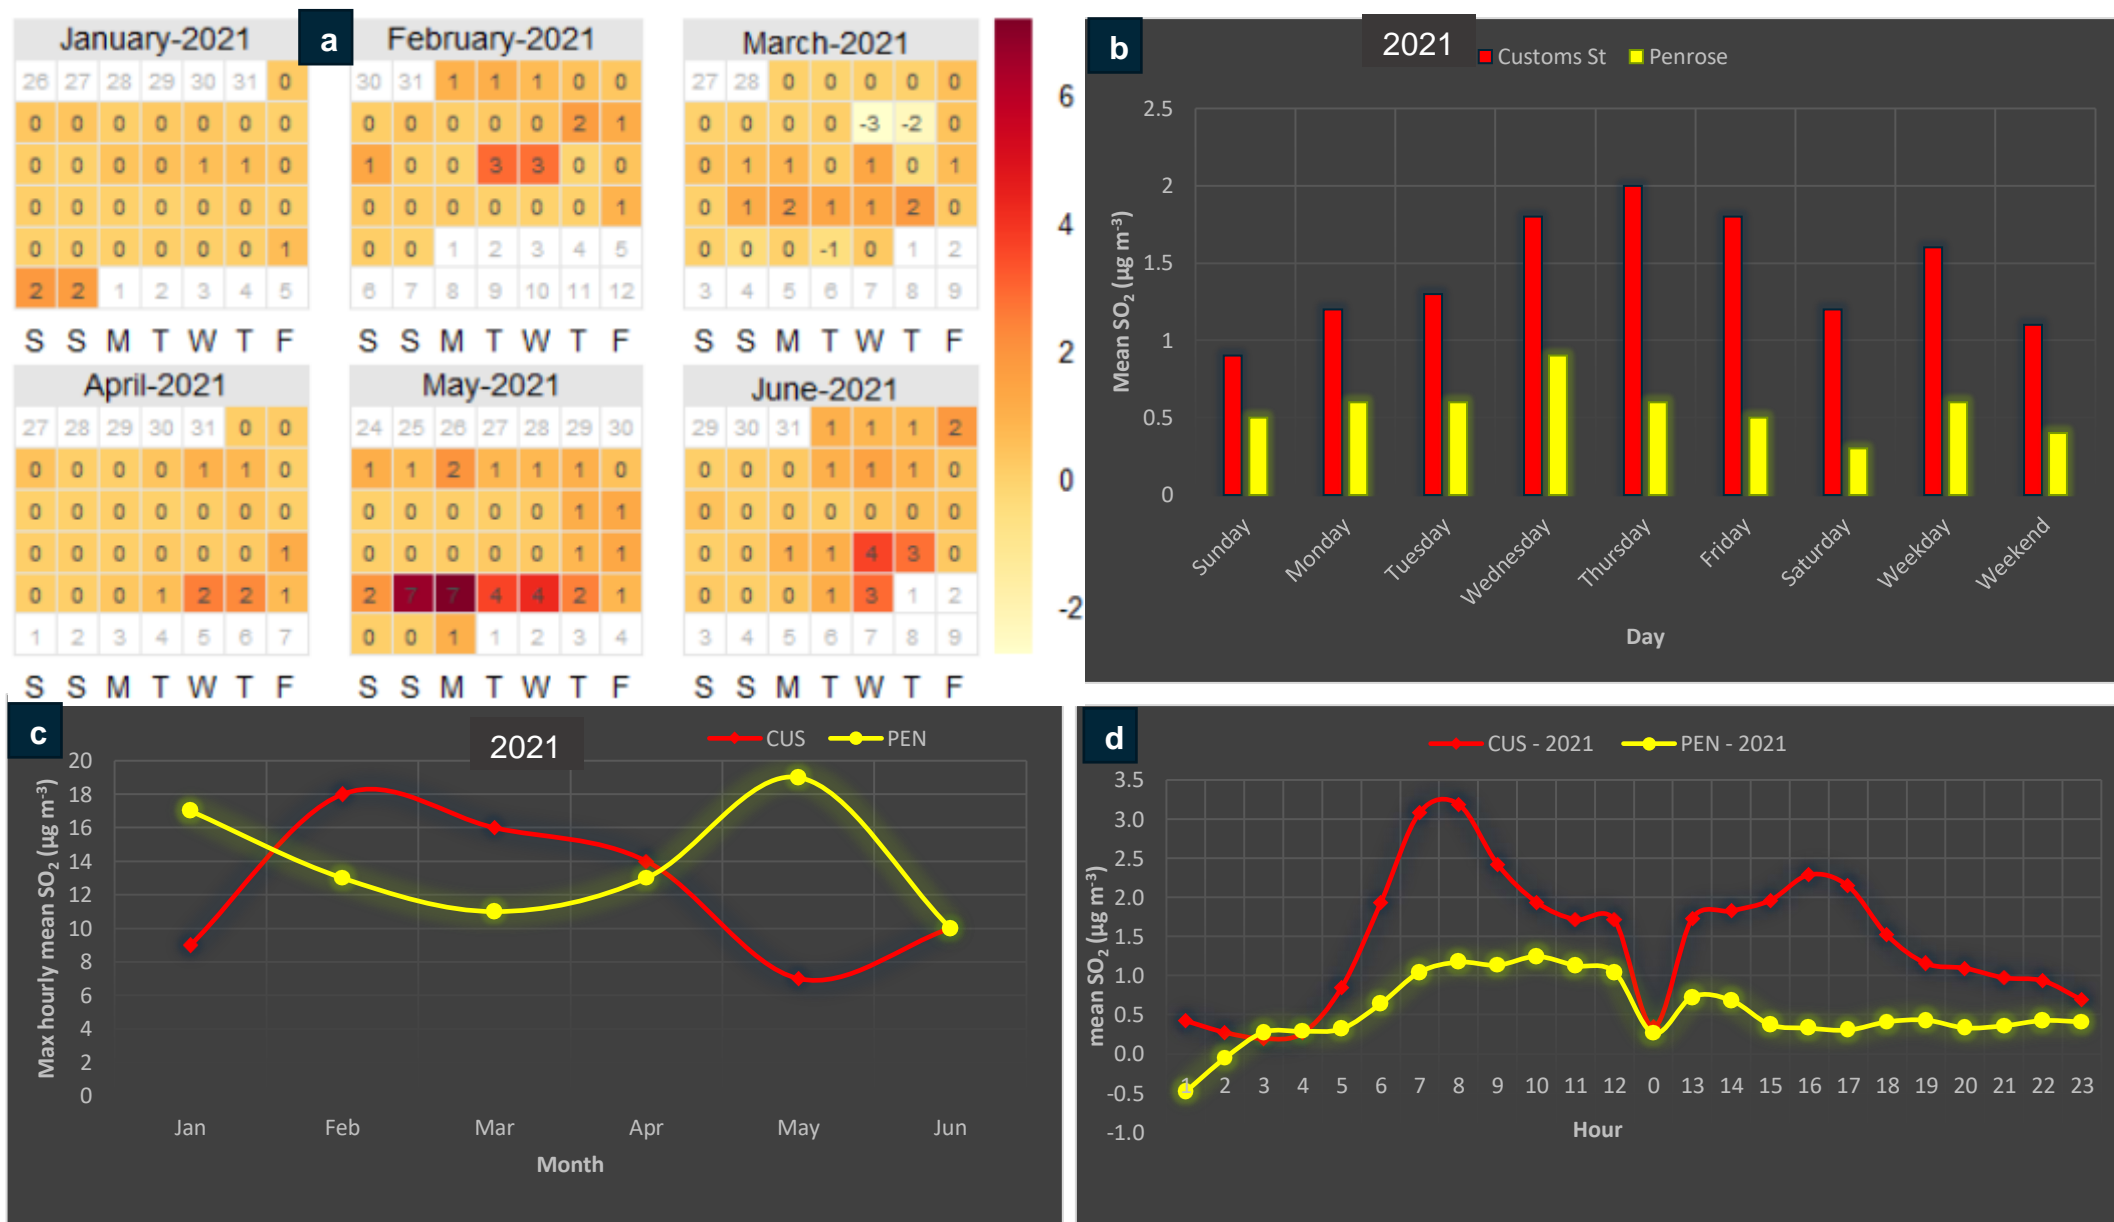 a
January-2021
26 27 28 29 30 31 0
0 0 0 0 0 0 0
0 0 0 0 1 1 0
0 0 0 0 0 0 0
0 0 0 0 0 0 1
2 2 1 2 3 4 5
S S M T W T F
February-2021
30 31 1 1 1 0 0
0 0 0 0 0 2 1
1 0 0 3 3 0 0
0 0 0 0 0 0 1
0 0 1 2 3 4 5
6 7 8 9 10 11 12
S S M T W T F
March-2021
27 28 0 0 0 0 0
0 0 0 0 -3 -2 0
0 1 1 0 1 0 1
0 1 2 1 1 2 0
0 0 0 -1 0 1 2
3 4 5 6 7 8 9
S S M T W T F
April-2021
27 28 29 30 31 0 0
0 0 0 0 1 1 0
0 0 0 0 0 0 0
0 0 0 0 0 0 1
0 0 0 1 2 2 1
1 2 3 4 5 6 7
S S M T W T F
May-2021
24 25 26 27 28 29 30
1 1 2 1 1 1 0
0 0 0 0 0 1 1
0 0 0 0 0 1 1
2 7 7 4 4 2 1
0 0 1 1 2 3 4
S S M T W T F
June-2021
29 30 31 1 1 1 2
0 0 0 1 1 1 0
0 0 0 0 0 0 0
0 0 1 1 4 3 0
0 0 0 1 3 1 2
3 4 5 6 7 8 9
S S M T W T F
6
4
2
0
-2
b
2021
Customs St Penrose
Mean SO₂ (µg m⁻³)
2.5
2
1.5
1
0.5
0
Sunday Monday Tuesday Wednesday Thursday Friday Saturday Weekday Weekend
Day
c
2021
CUS PEN
Max hourly mean SO₂ (µg m⁻³)
20
18
16
14
12
10
8
6
4
2
0
Jan Feb Mar Apr May Jun
Month
d
CUS - 2021 PEN - 2021
mean SO₂ (µg m⁻³)
3.5
3.0
2.5
2.0
1.5
1.0
0.5
0.0
-0.5
-1.0
1 2 3 4 5 6 7 8 9 10 11 12 0 13 14 15 16 17 18 19 20 21 22 23
Hour